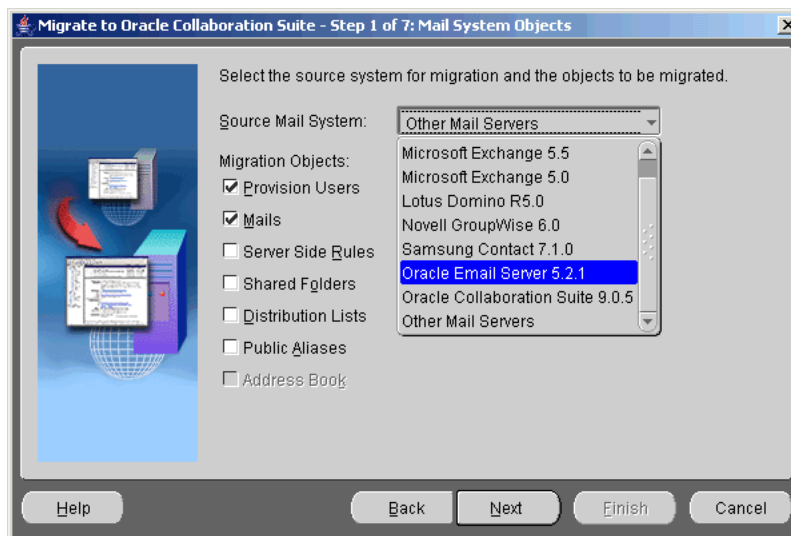 Migrate to Oracle Collaboration Suite - Step 1 of 7: Mail System Objects
Select the source system for migration and the objects to be migrated.
Source Mail System:
Other Mail Servers
Microsoft Exchange 5.5
Microsoft Exchange 5.0
Lotus Domino R5.0
Novell GroupWise 6.0
Samsung Contact 7.1.0
Oracle Email Server 5.2.1
Oracle Collaboration Suite 9.0.5
Other Mail Servers
Migration Objects:
Provision Users
Mails
Server Side Rules
Shared Folders
Distribution Lists
Public Aliases
Address Book
Help
Back
Next
Finish
Cancel